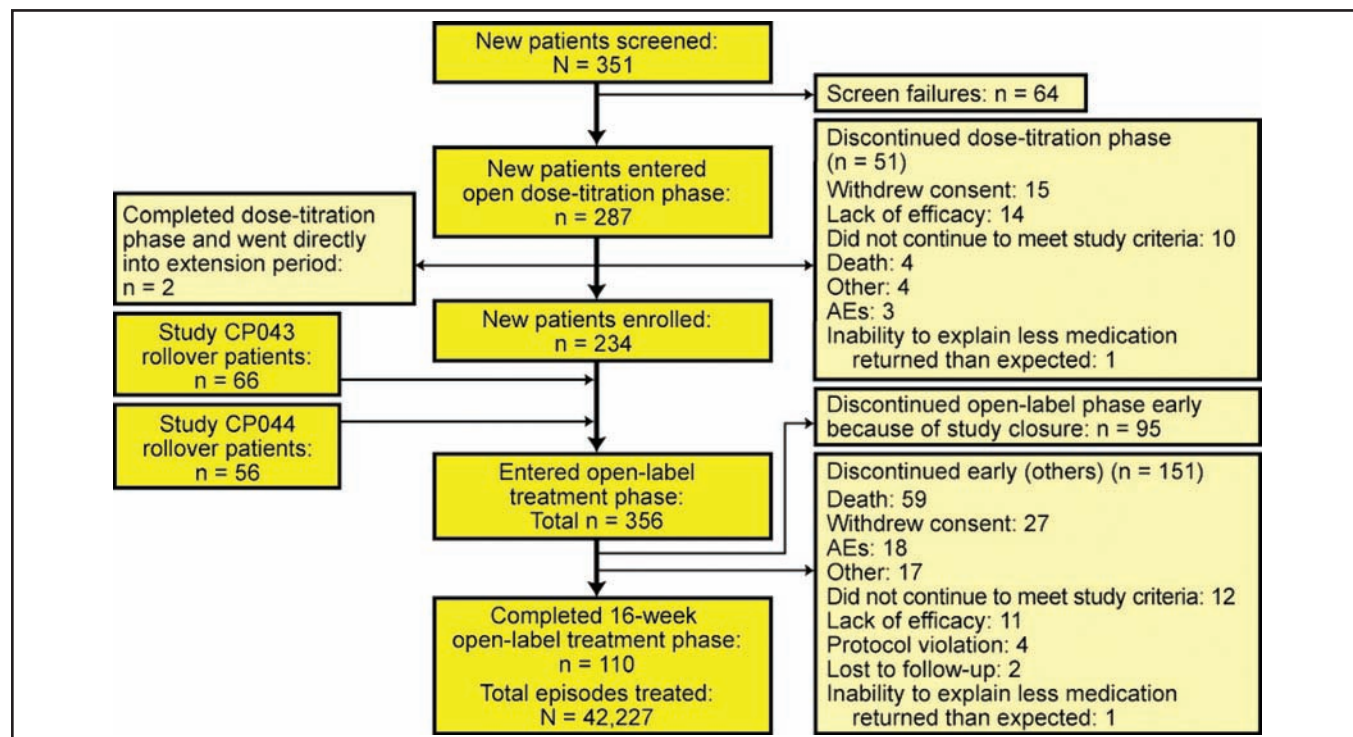 New patients screened:
N = 351
Screen failures: n = 64
New patients entered
open dose-titration phase:
n = 287
Discontinued dose-titration phase
(n = 51)
Withdrew consent: 15
Lack of efficacy: 14
Did not continue to meet study criteria: 10
Death: 4
Other: 4
AEs: 3
Inability to explain less medication
returned than expected: 1
Completed dose-titration
phase and went directly
into extension period:
n = 2
New patients enrolled:
n = 234
Study CP043
rollover patients:
n = 66
Study CP044
rollover patients:
n = 56
Discontinued open-label phase early
because of study closure: n = 95
Entered open-label
treatment phase:
Total n = 356
Discontinued early (others) (n = 151)
Death: 59
Withdrew consent: 27
AEs: 18
Other: 17
Did not continue to meet study criteria: 12
Lack of efficacy: 11
Protocol violation: 4
Lost to follow-up: 2
Inability to explain less medication
returned than expected: 1
Completed 16-week
open-label treatment phase:
n = 110
Total episodes treated:
N = 42,227